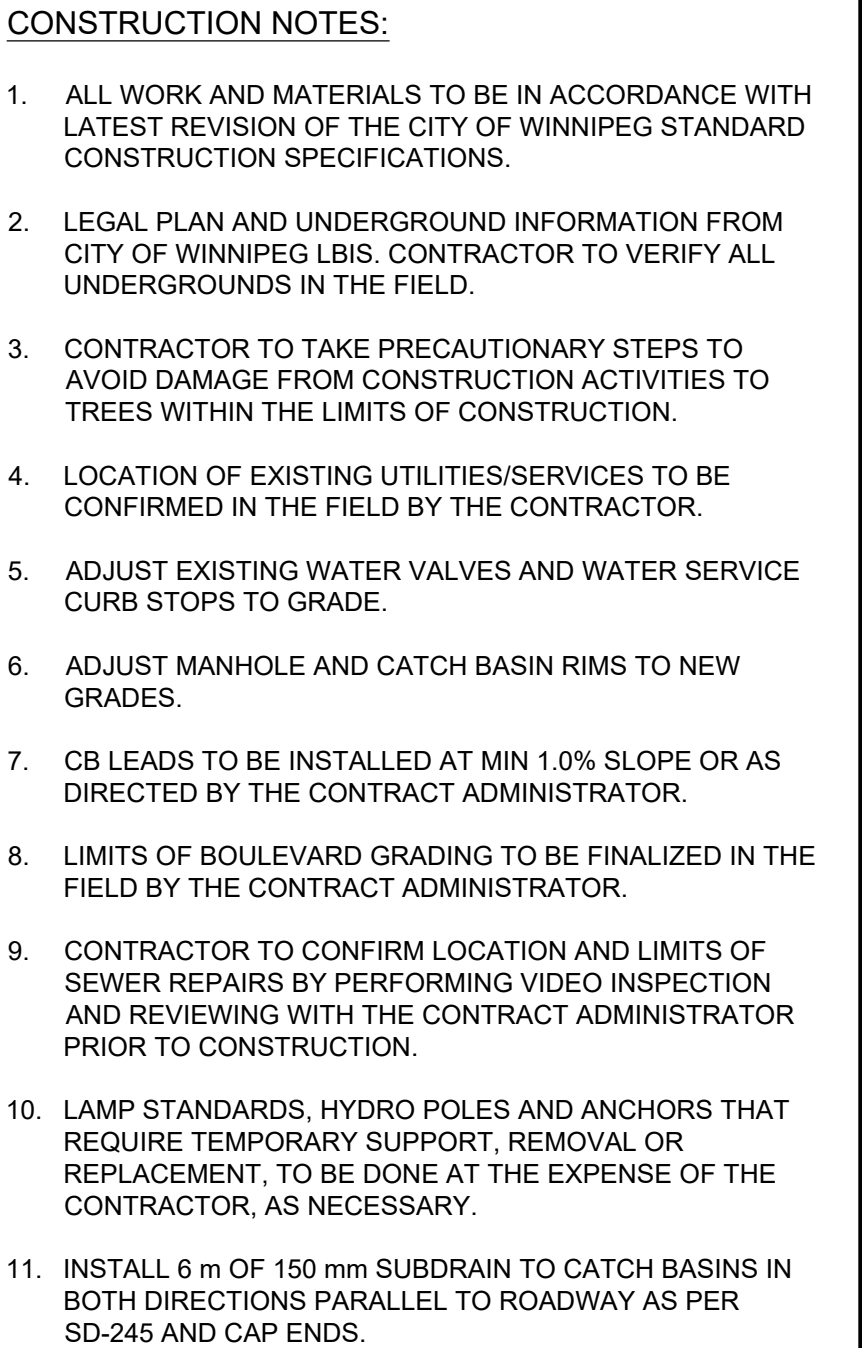 CONSTRUCTION NOTES:
1. ALL WORK AND MATERIALS TO BE IN ACCORDANCE WITH
LATEST REVISION OF THE CITY OF WINNIPEG STANDARD
CONSTRUCTION SPECIFICATIONS.
2. LEGAL PLAN AND UNDERGROUND INFORMATION FROM
CITY OF WINNIPEG LBIS. CONTRACTOR TO VERIFY ALL
UNDERGROUNDS IN THE FIELD.
3. CONTRACTOR TO TAKE PRECAUTIONARY STEPS TO
AVOID DAMAGE FROM CONSTRUCTION ACTIVITIES TO
TREES WITHIN THE LIMITS OF CONSTRUCTION.
4. LOCATION OF EXISTING UTILITIES/SERVICES TO BE
CONFIRMED IN THE FIELD BY THE CONTRACTOR.
5. ADJUST EXISTING WATER VALVES AND WATER SERVICE
CURB STOPS TO GRADE.
6. ADJUST MANHOLE AND CATCH BASIN RIMS TO NEW
GRADES.
7. CB LEADS TO BE INSTALLED AT MIN 1.0% SLOPE OR AS
DIRECTED BY THE CONTRACT ADMINISTRATOR.
8. LIMITS OF BOULEVARD GRADING TO BE FINALIZED IN THE
FIELD BY THE CONTRACT ADMINISTRATOR.
9. CONTRACTOR TO CONFIRM LOCATION AND LIMITS OF
SEWER REPAIRS BY PERFORMING VIDEO INSPECTION
AND REVIEWING WITH THE CONTRACT ADMINISTRATOR
PRIOR TO CONSTRUCTION.
10. LAMP STANDARDS, HYDRO POLES AND ANCHORS THAT
REQUIRE TEMPORARY SUPPORT, REMOVAL OR
REPLACEMENT, TO BE DONE AT THE EXPENSE OF THE
CONTRACTOR, AS NECESSARY.
11. INSTALL 6 m OF 150 mm SUBDRAIN TO CATCH BASINS IN
BOTH DIRECTIONS PARALLEL TO ROADWAY AS PER
SD-245 AND CAP ENDS.